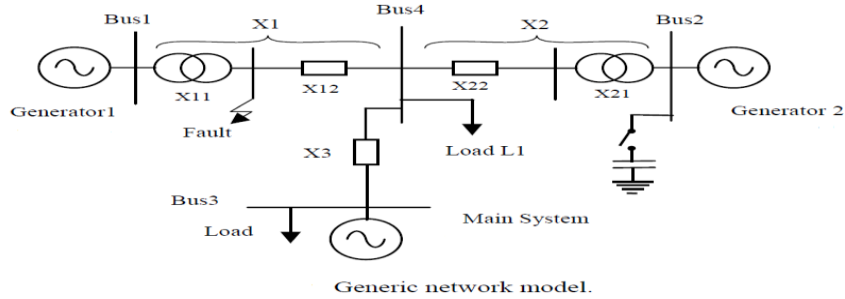 Bus1
X1
Bus4
X2
Bus2
X11
X12
X22
X21
Generator1
Generator 2
Fault
X3
Load L1
Bus3
Load
Main System
Generic network model.